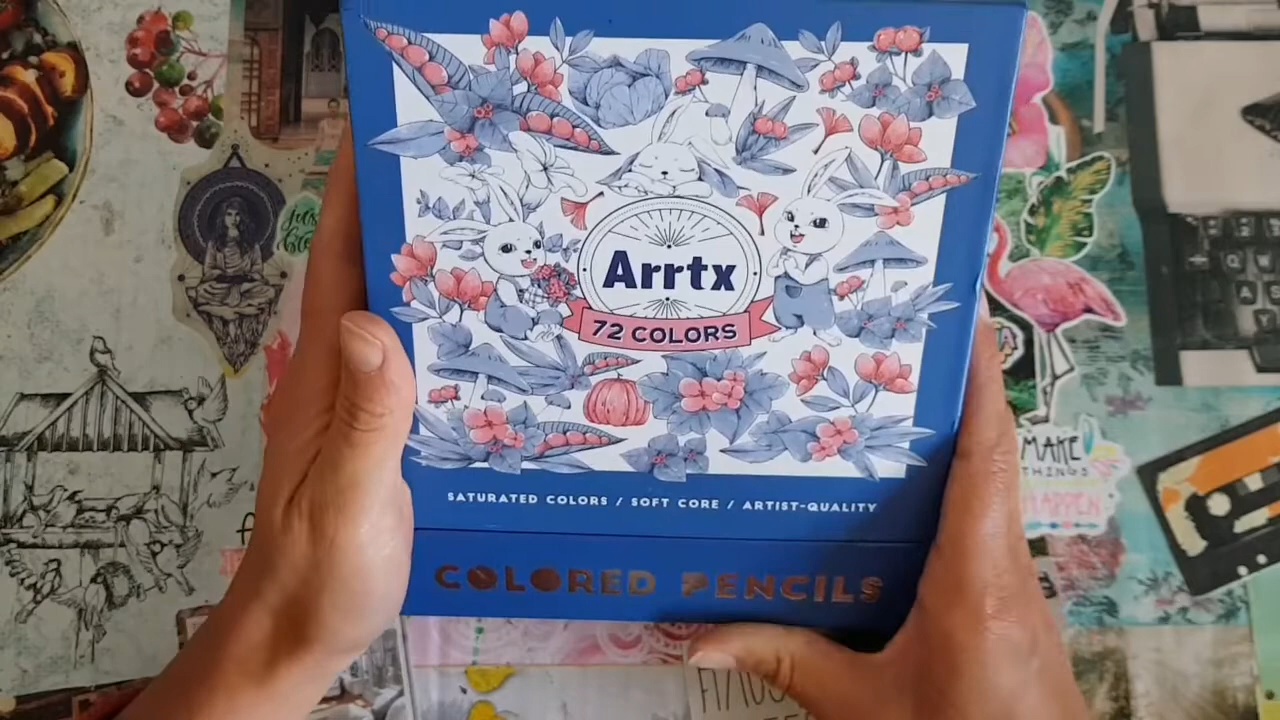 Arrtx
72 COLORS
SATURATED COLORS / SOFT CORE / ARTIST-QUALITY
COLORED PENCILS
MAKE
THINGS
HAPPEN